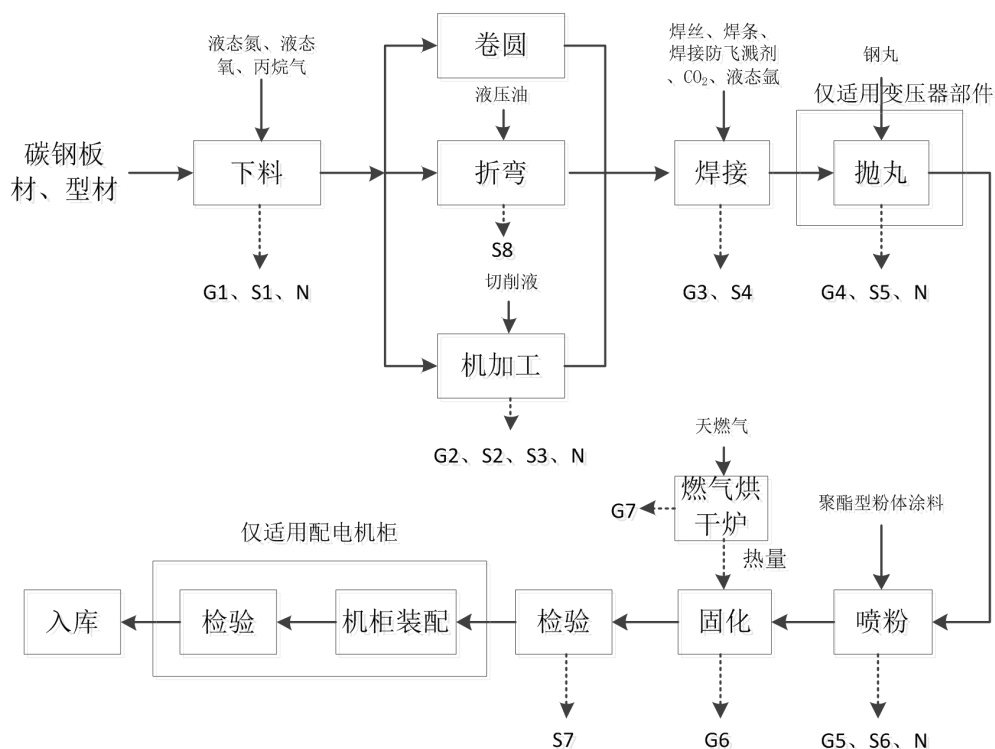 液态氮、液态
氧、丙烷气
卷圆
焊丝、焊条、
焊接防飞溅剂
、CO₂、液态氩
钢丸
仅适用变压器部件
液压油
碳钢板
材、型材
下料
折弯
焊接
抛丸
S8
G1、S1、N
切削液
G3、S4
G4、S5、N
机加工
G2、S2、S3、N
天燃气
燃气烘
干炉
G7
聚酯型粉体涂料
仅适用配电机柜
热量
入库
检验
机柜装配
检验
固化
喷粉
S7
G6
G5、S6、N